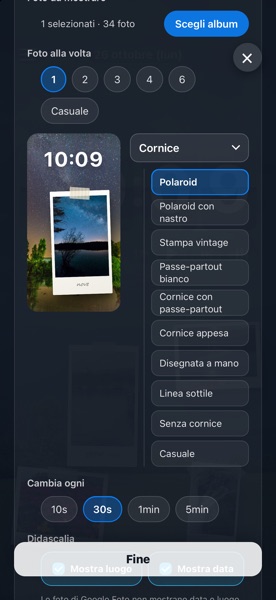 1 selezionati · 34 foto
Scegli album
Foto alla volta
1
2
3
4
6
Casuale
10:09
Cornice
Polaroid
Polaroid con
nastro
Stampa vintage
Passe-partout
bianco
Cornice con
passe-partout
Cornice appesa
Disegnata a mano
Linea sottile
Senza cornice
Casuale
Cambia ogni
10s
30s
1min
5min
Didascalia
Fine
Mostra luogo
Mostra data